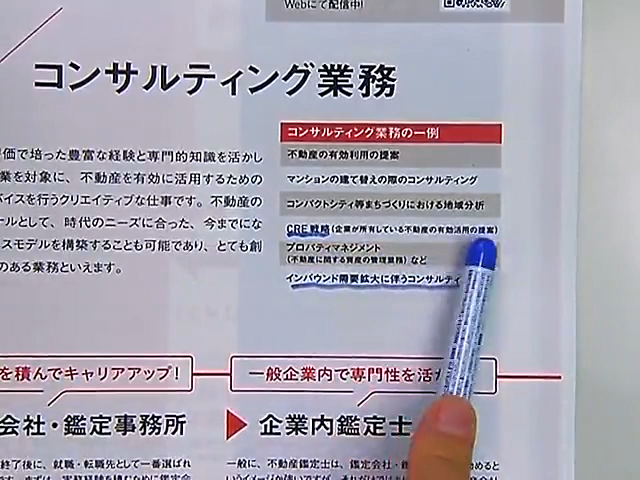 Webにて配信中!
コンサルティング業務
価で培った豊富な経験と専門的知識を活かし
業を対象に、不動産を有効に活用するための
バイスを行うクリエイティブな仕事です。不動産の
ールとして、時代のニーズに合った、今までにな
スモデルを構築することも可能であり、とても創
のある業務といえます。
コンサルティング業務の一例
不動産の有効利用の提案
マンションの建て替えの際のコンサルティング
コンパクトシティ等まちづくりにおける地域分析
CRE戦略(企業が所有している不動産の有効活用の提案)
プロパティマネジメント
(不動産に関する資産の管理業務) など
インバウンド需要拡大に伴うコンサルティ
を積んでキャリアアップ!
一般企業内で専門性を活か
会社・鑑定事務所
企業内鑑定士
終了後に、就職・転職先として一番選ばれ
一般に、不動産鑑定士は、鑑定会社・鑑
めると